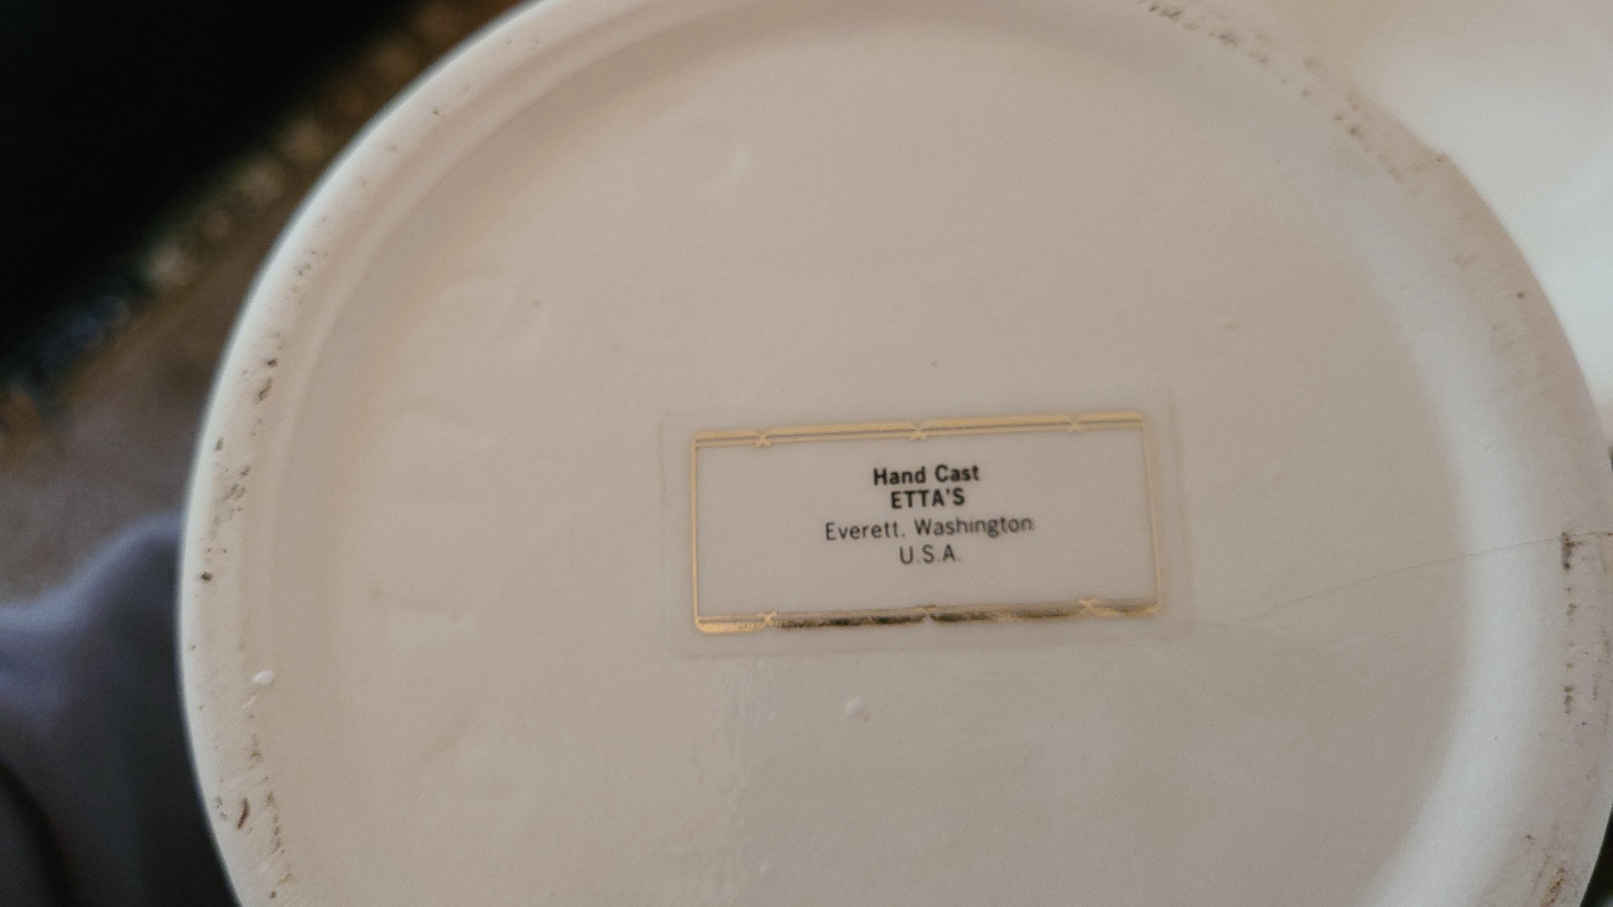 Hand Cast
ETTA'S
Everett, Washington
U.S.A.